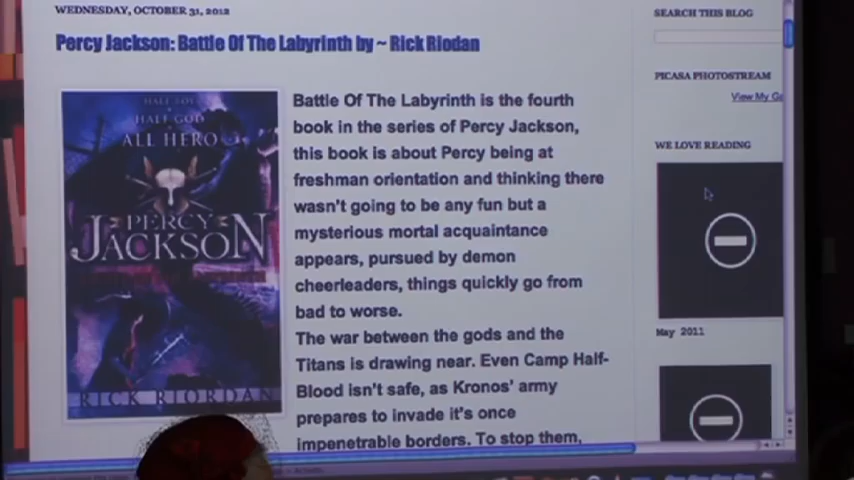 WEDNESDAY, OCTOBER 31, 2012
Percy Jackson: Battle Of The Labyrinth by ~ Rick Riodan
HALF GOD
ALL HERO
PERCY
JACKSON
RICK RIORDAN
Battle Of The Labyrinth is the fourth
book in the series of Percy Jackson,
this book is about Percy being at
freshman orientation and thinking there
wasn't going to be any fun but a
mysterious mortal acquaintance
appears, pursued by demon
cheerleaders, things quickly go from
bad to worse.
The war between the gods and the
Titans is drawing near. Even Camp Half-
Blood isn't safe, as Kronos' army
prepares to invade it's once
impenetrable borders. To stop them,
SEARCH THIS BLOG
PICASA PHOTOSTREAM
View My Ga
WE LOVE READING
May 2011